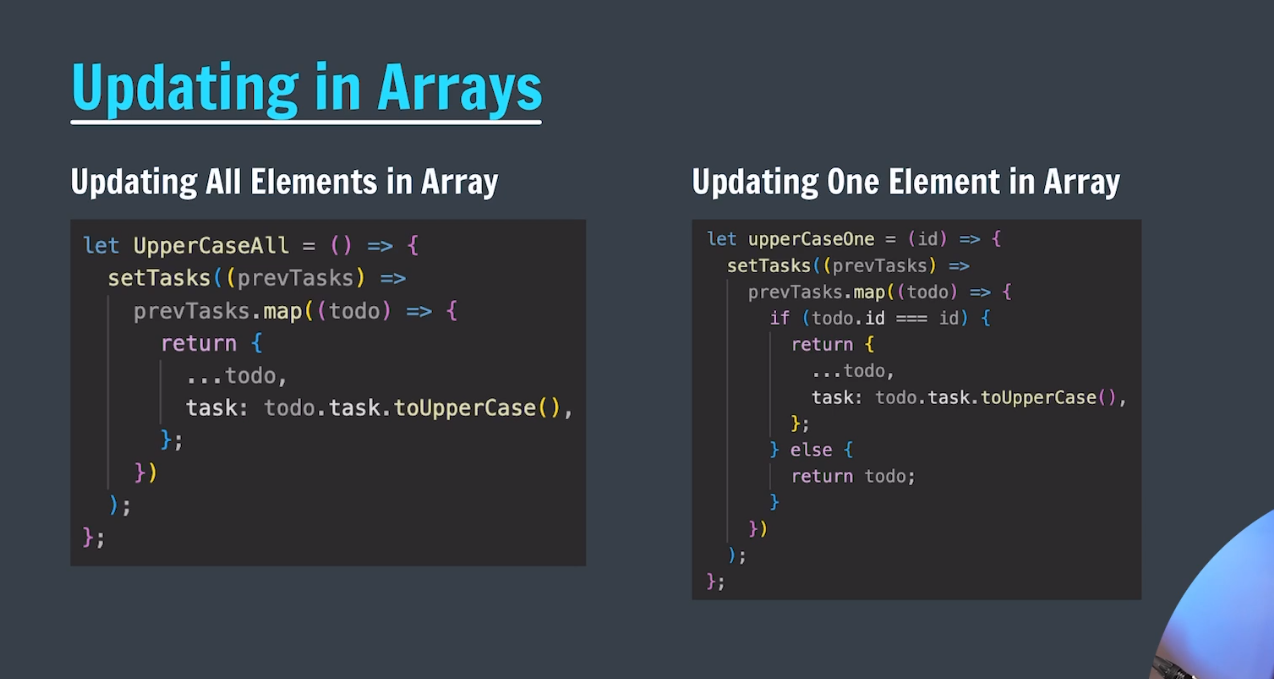 Updating in Arrays
Updating All Elements in Array
let UpperCaseAll = () => {
  setTasks((prevTasks) =>
    prevTasks.map((todo) => {
      return {
        ...todo,
        task: todo.task.toUpperCase(),
      };
    })
  );
};
Updating One Element in Array
let upperCaseOne = (id) => {
  setTasks((prevTasks) =>
    prevTasks.map((todo) => {
      if (todo.id === id) {
        return {
          ...todo,
          task: todo.task.toUpperCase(),
        };
      } else {
        return todo;
      }
    })
  );
};